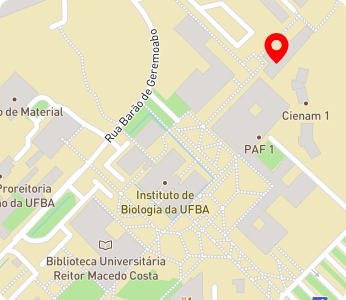 Rua Barão de Geremoabo
o de Material
Cienam 1
PAF 1
Proreitoria
ão da UFBA
Instituto de
Biologia da UFBA
Biblioteca Universitária
Reitor Macedo Costa